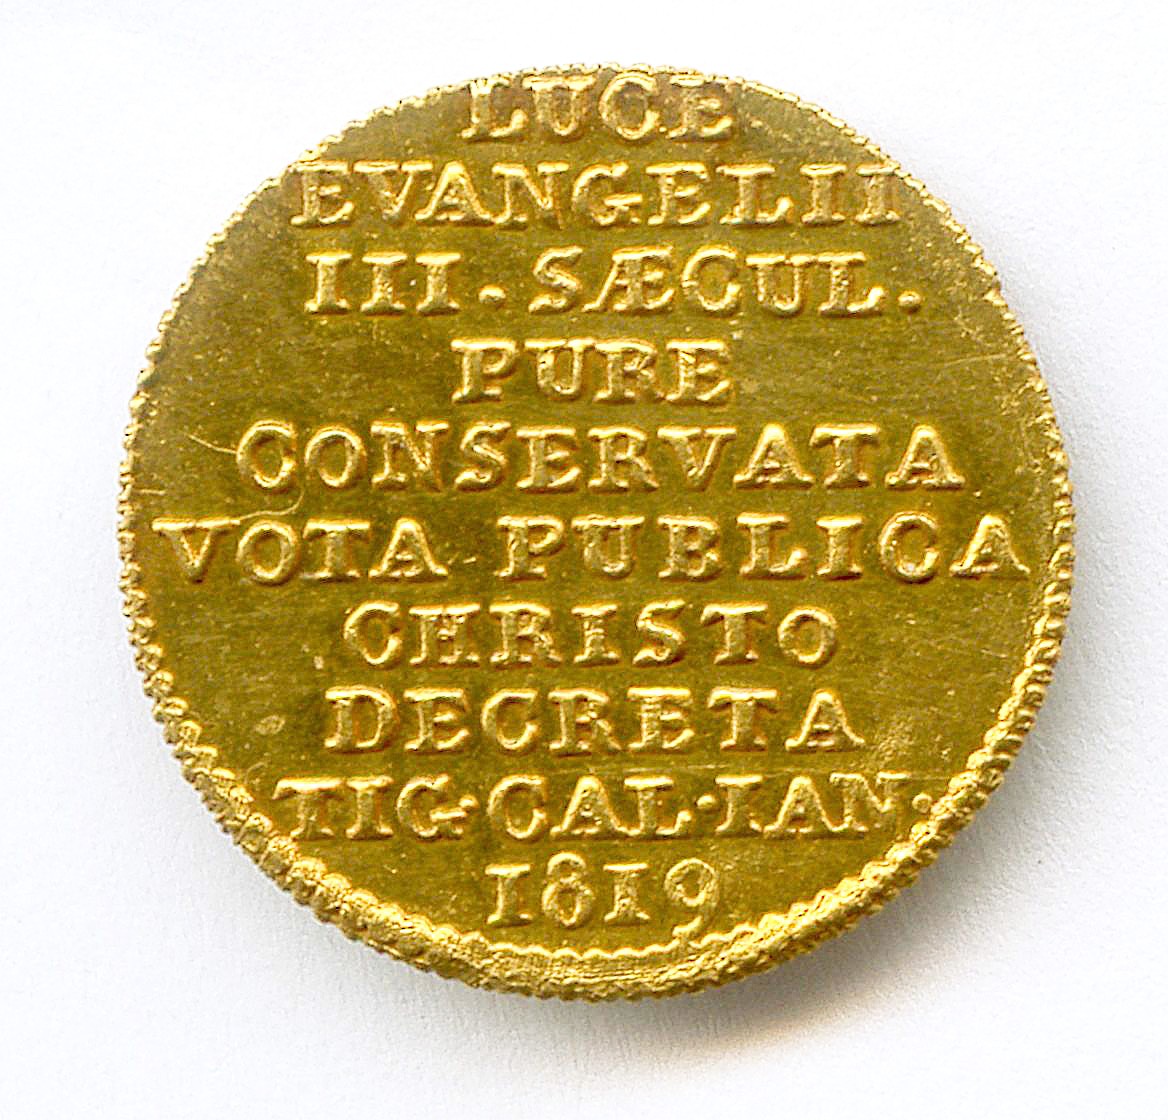 LUCE
EVANGELII
III. SÆCUL.
PURE
CONSERVATA
VOTA PUBLICA
CHRISTO
DECRETA
TIG·CAL·IAN·
1819